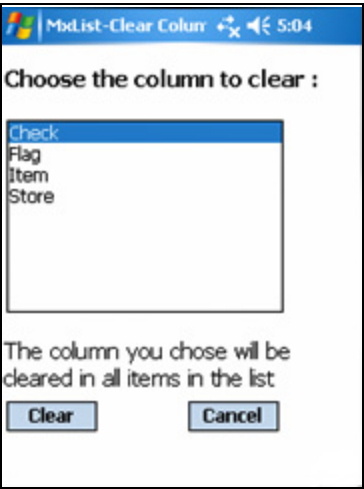 MxList-Clear Colum 5:04
Choose the column to clear :
Check
Flag
Item
Store
The column you chose will be
cleared in all items in the list
Clear Cancel